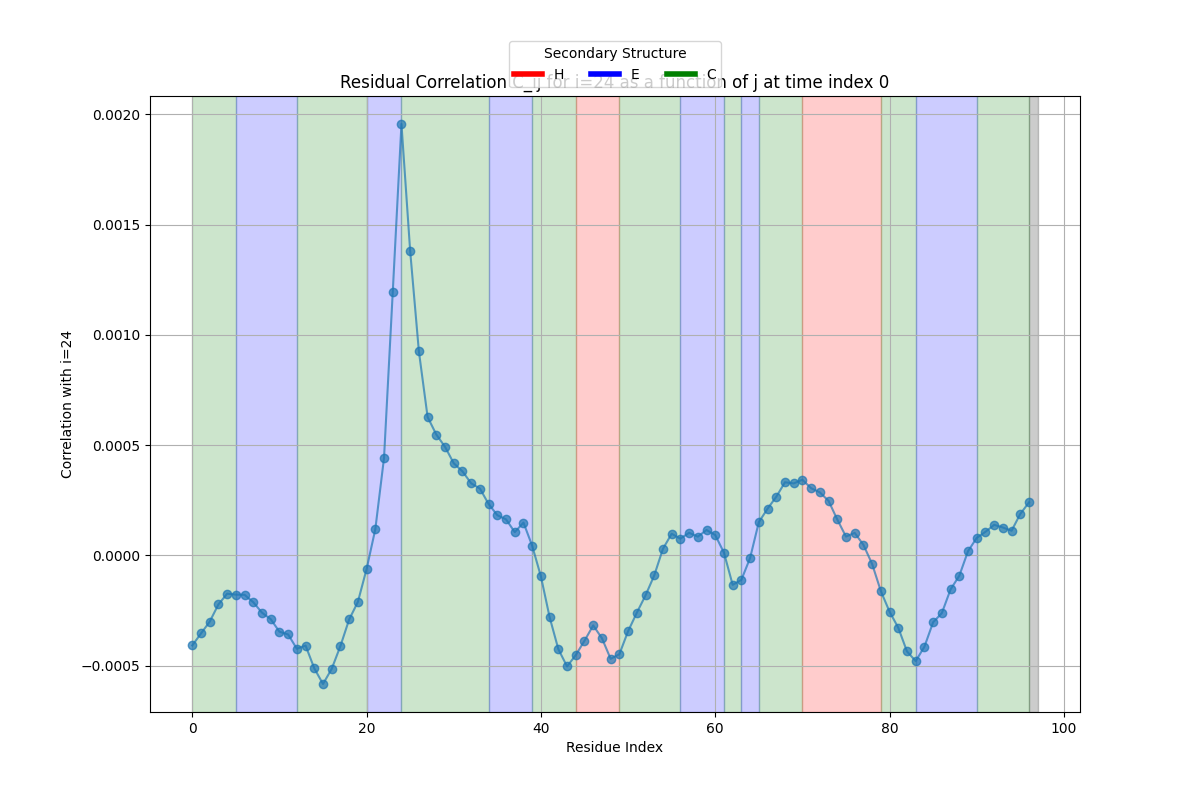 Secondary Structure
H E C
Residual Correlation C_ij for i=24 as a function of j at time index 0
0.0020
0.0015
0.0010
0.0005
0.0000
−0.0005
Correlation with i=24
0 20 40 60 80 100
Residue Index